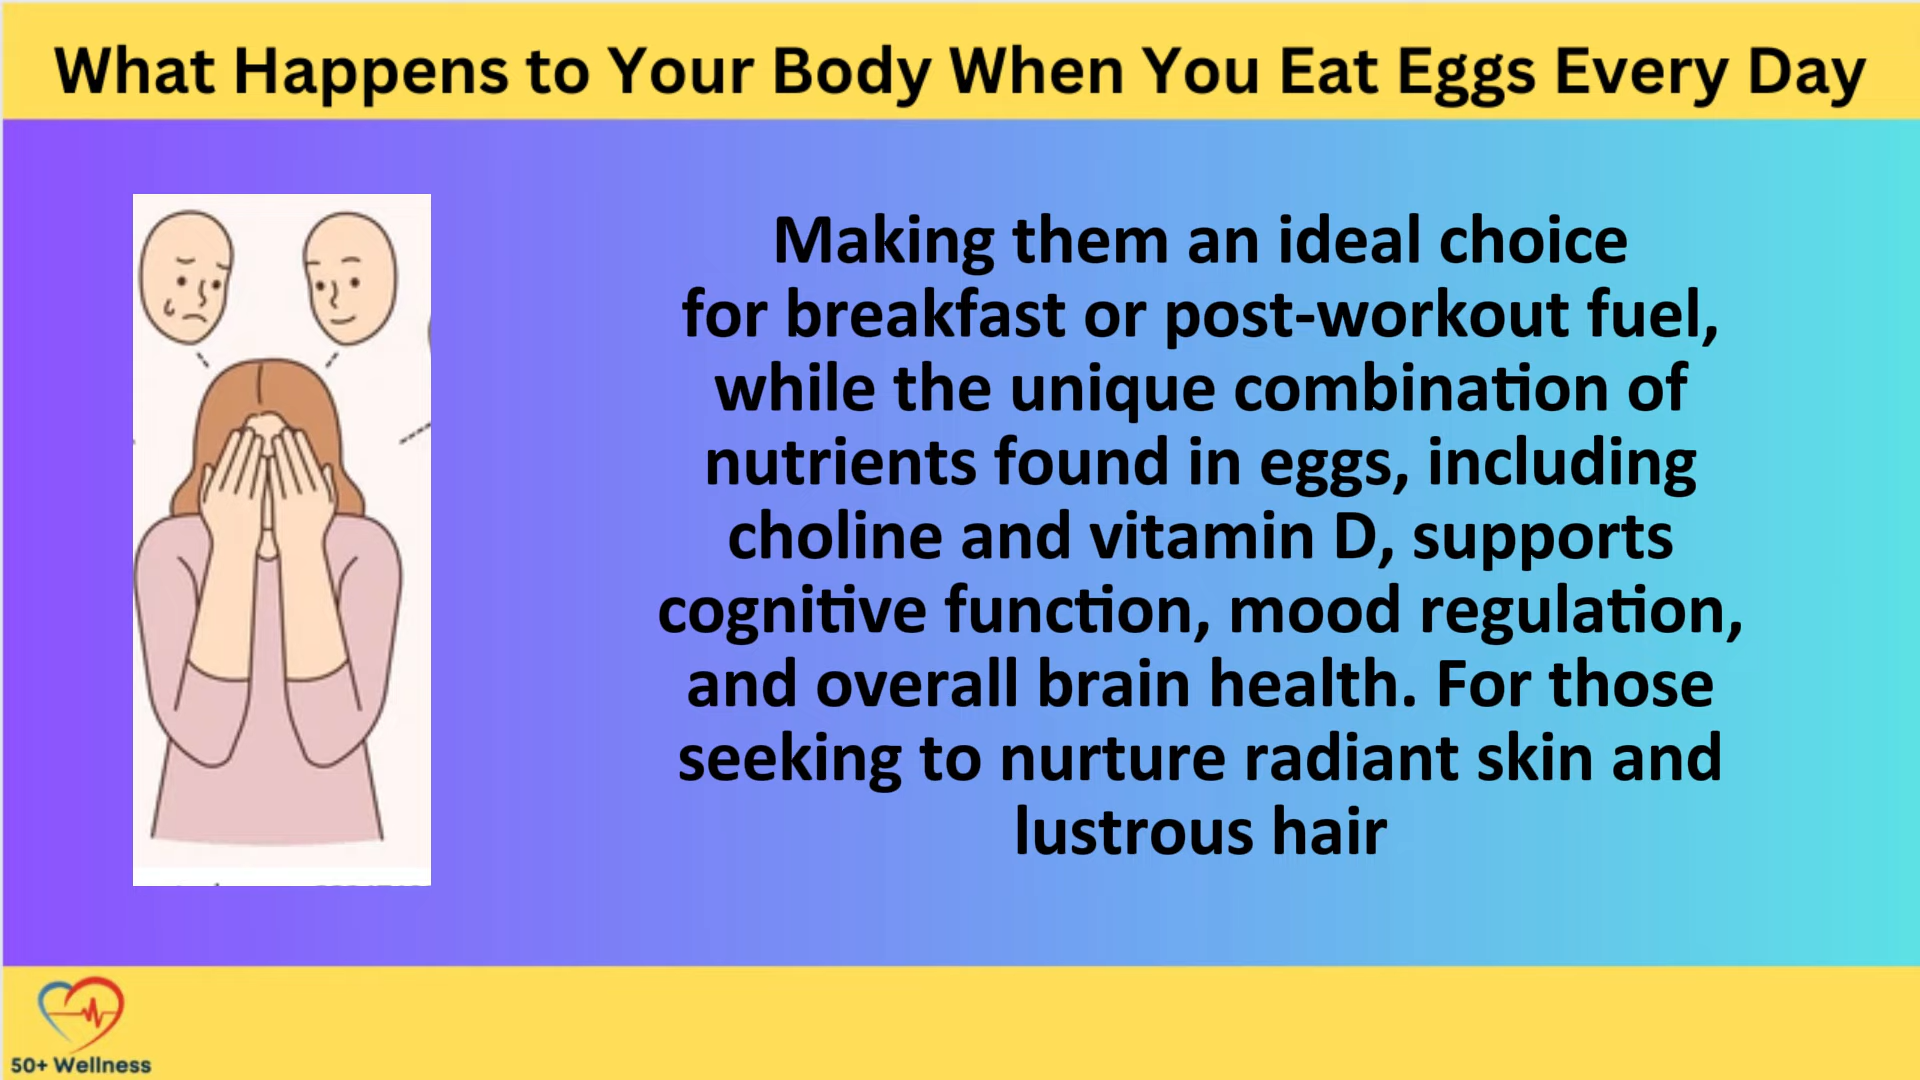 What Happens to Your Body When You Eat Eggs Every Day
Making them an ideal choice
for breakfast or post-workout fuel,
while the unique combination of
nutrients found in eggs, including
choline and vitamin D, supports
cognitive function, mood regulation,
and overall brain health. For those
seeking to nurture radiant skin and
lustrous hair
50+ Wellness